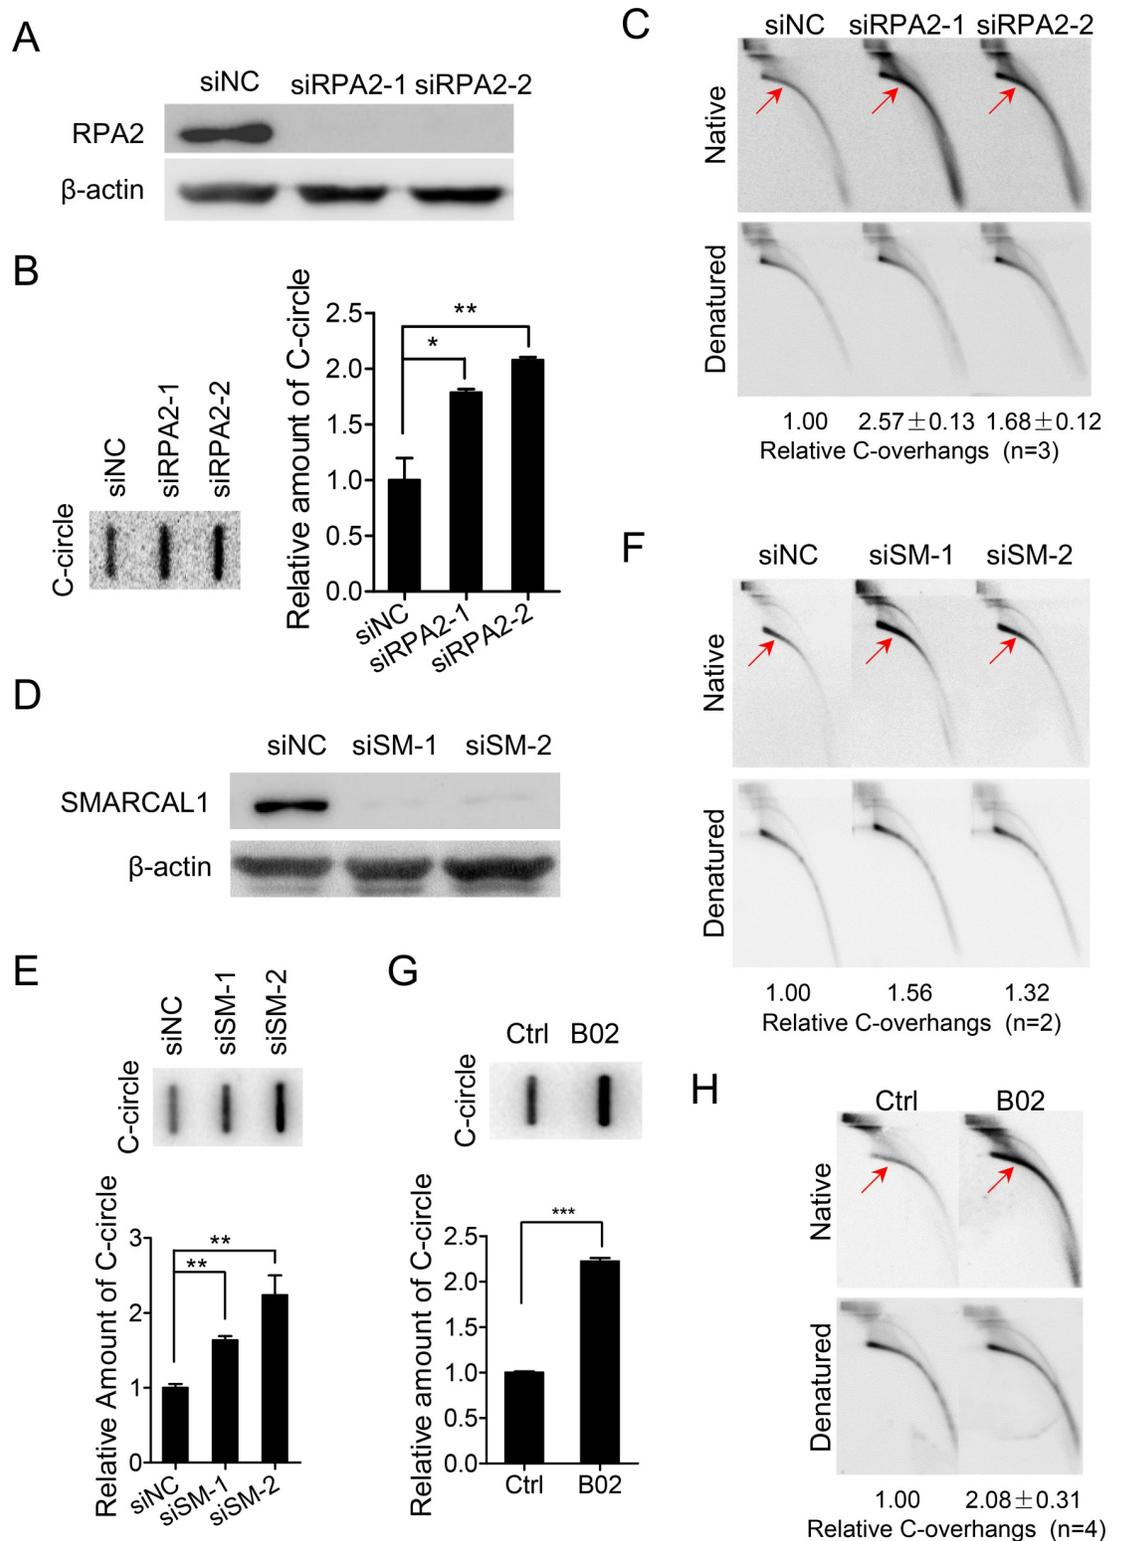 A
siNC siRPA2-1 siRPA2-2
RPA2
β-actin
B
siNC
siRPA2-1
siRPA2-2
C-circle
Relative amount of C-circle
2.5
2.0
1.5
1.0
0.5
0.0
*
**
siNC
siRPA2-1
siRPA2-2
C
siNC siRPA2-1 siRPA2-2
Native
Denatured
1.00 2.57±0.13 1.68±0.12
Relative C-overhangs (n=3)
D
siNC siSM-1 siSM-2
SMARCAL1
β-actin
E
siNC
siSM-1
siSM-2
C-circle
Relative Amount of C-circle
3
2
1
0
**
**
siNC
siSM-1
siSM-2
F
siNC siSM-1 siSM-2
Native
Denatured
1.00 1.56 1.32
Relative C-overhangs (n=2)
G
Ctrl B02
C-circle
Relative amount of C-circle
2.5
2.0
1.5
1.0
0.5
0.0
***
Ctrl B02
H
Ctrl B02
Native
Denatured
1.00 2.08±0.31
Relative C-overhangs (n=4)